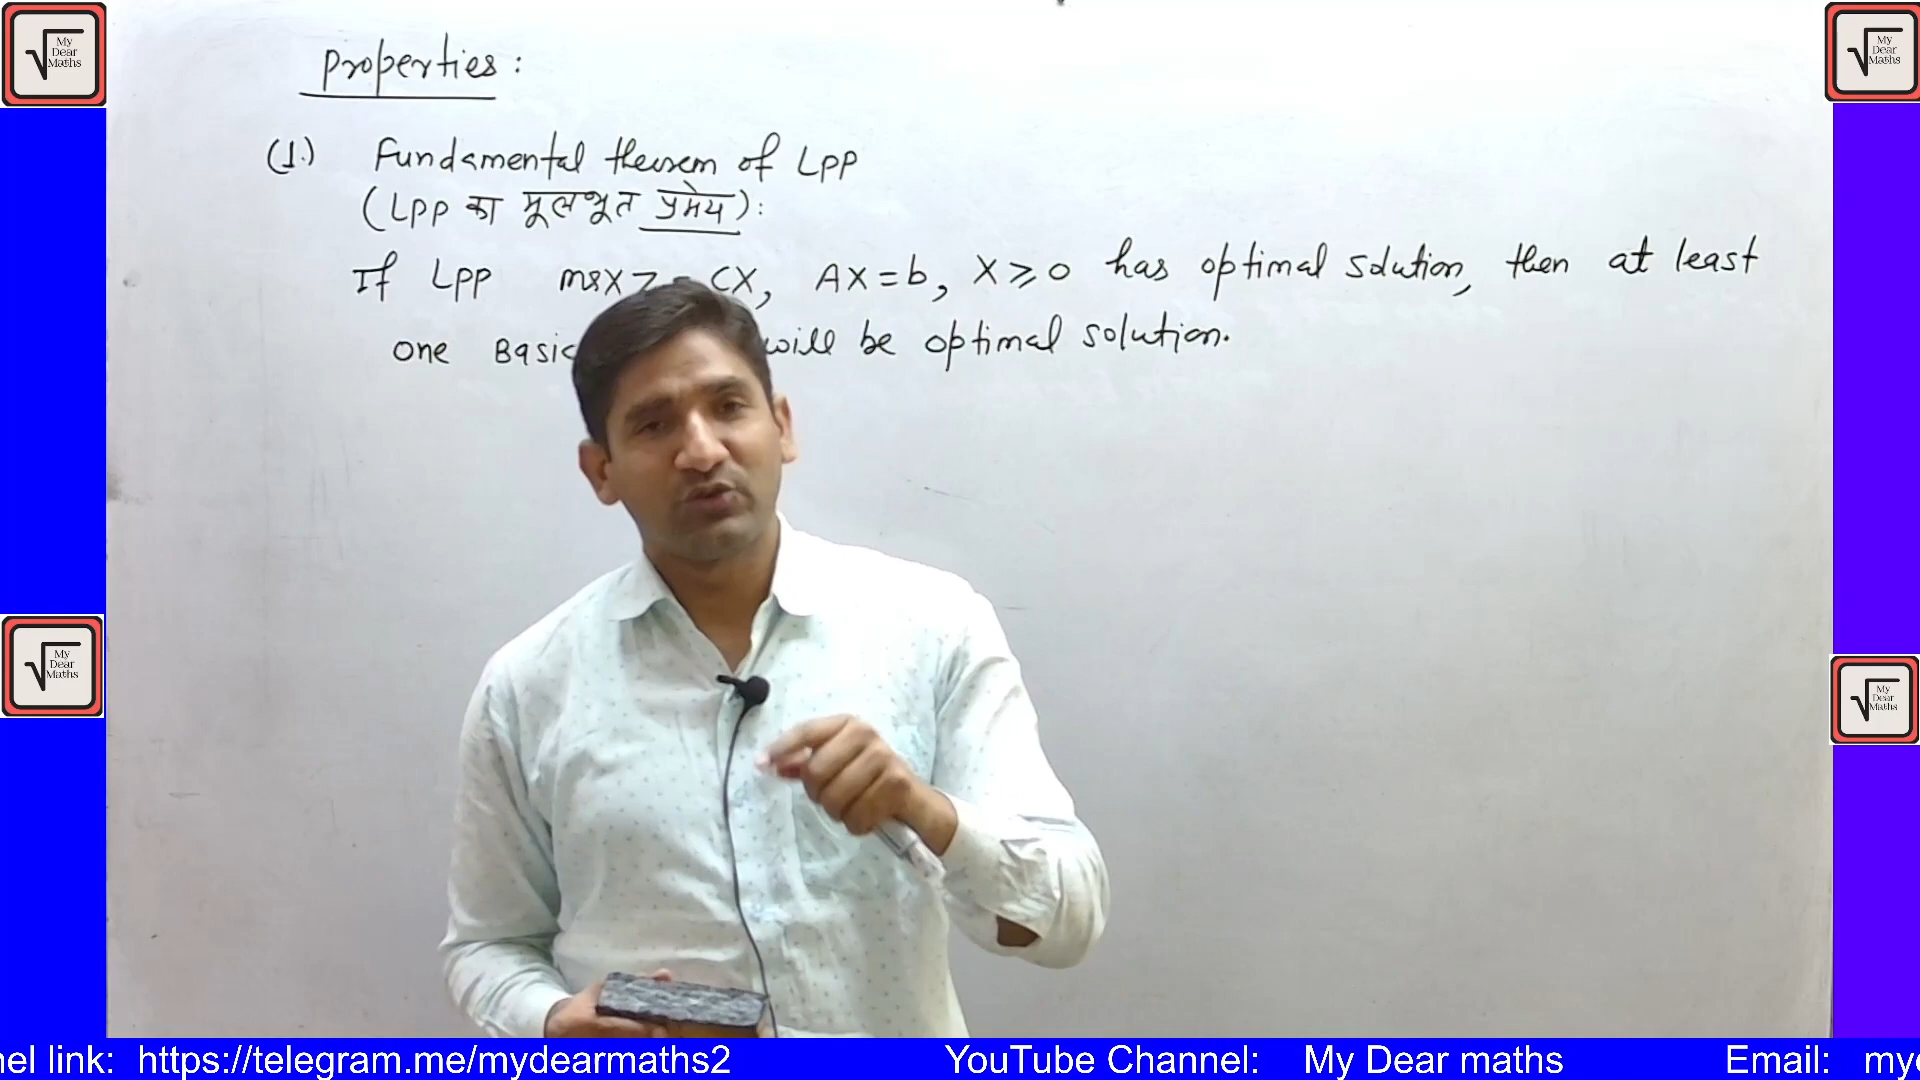 Properties :
(1.) Fundamental theorem of LPP
(LPP का मूलभूत प्रमेय) :
If LPP max Z = CX, AX = b, X ≥ 0 has optimal solution, then at least
one Basic will be optimal solution.
My
Dear
Maths
My
Dear
Maths
My
Dear
Maths
My
Dear
Maths
nel link: https://telegram.me/mydearmaths2 YouTube Channel: My Dear maths Email: